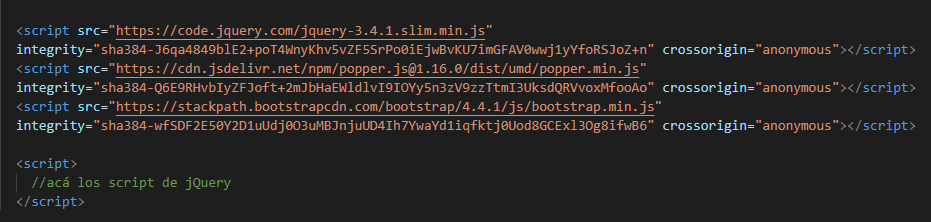 <script src="https://code.jquery.com/jquery-3.4.1.slim.min.js"
integrity="sha384-J6qa4849blE2+poT4WnyKhv5vZF5SrPo0iEjwBvKU7imGFAV0wwj1yYfoRSJoZ+n" crossorigin="anonymous"></script>
<script src="https://cdn.jsdelivr.net/npm/popper.js@1.16.0/dist/umd/popper.min.js"
integrity="sha384-Q6E9RHvbIyZFJoft+2mJbHaEWldlvI9IOYy5n3zV9zzTtmI3UksdQRVvoxMfooAo" crossorigin="anonymous"></script>
<script src="https://stackpath.bootstrapcdn.com/bootstrap/4.4.1/js/bootstrap.min.js"
integrity="sha384-wfSDF2E50Y2D1uUdj0O3uMBJnjuUD4Ih7YwaYd1iqfktj0Uod8GCExl3Og8ifwB6" crossorigin="anonymous"></script>
<script>
//acá los script de jQuery
</script>